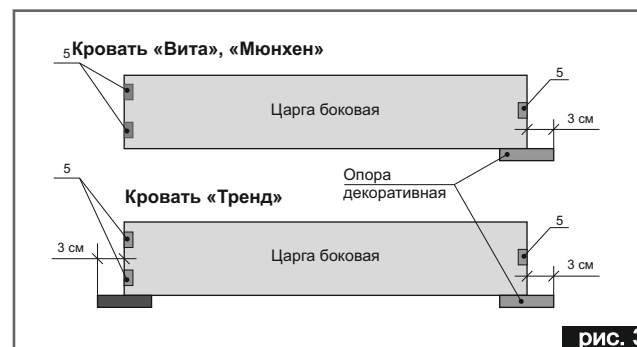 Кровать «Вита», «Мюнхен»
5
5
Царга боковая
3 см
Опора
декоративная
5
Кровать «Тренд»
5
3 см
Царга боковая
3 см
рис. 3